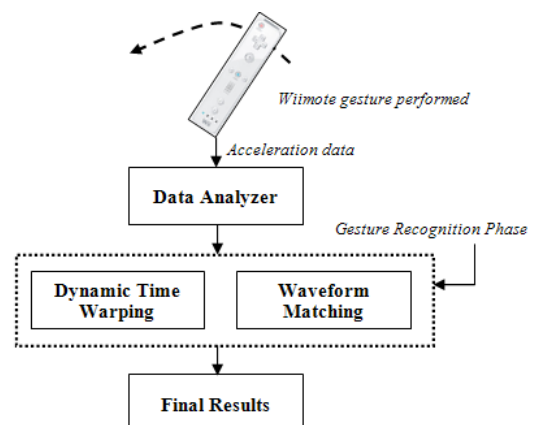 Wiimote gesture performed
Acceleration data
Data Analyzer
Gesture Recognition Phase
Dynamic Time
Warping
Waveform
Matching
Final Results